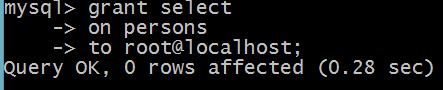 mysql> grant select
    -> on persons
    -> to root@localhost;
Query OK, 0 rows affected (0.28 sec)